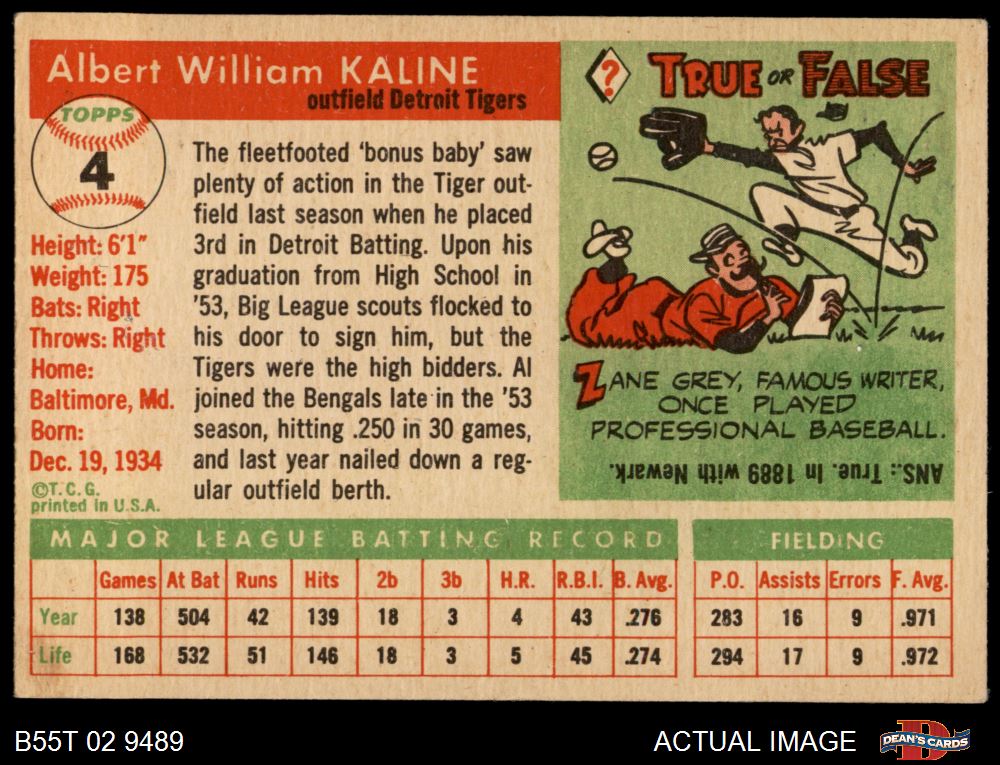 Albert William KALINE
outfield Detroit Tigers
TOPPS
4
Height: 6'1"
Weight: 175
Bats: Right
Throws: Right
Home:
Baltimore, Md.
Born:
Dec. 19, 1934
©T.C.G.
printed in U.S.A.
The fleetfooted 'bonus baby' saw
plenty of action in the Tiger out-
field last season when he placed
3rd in Detroit Batting. Upon his
graduation from High School in
'53, Big League scouts flocked to
his door to sign him, but the
Tigers were the high bidders. Al
joined the Bengals late in the '53
season, hitting .250 in 30 games,
and last year nailed down a reg-
ular outfield berth.
? TRUE OR FALSE
ZANE GREY, FAMOUS WRITER,
ONCE PLAYED
PROFESSIONAL BASEBALL.
ANS.: True. In 1889 with Newark.
MAJOR LEAGUE BATTING RECORD
Games At Bat Runs Hits 2b 3b H.R. R.B.I. B. Avg.
Year 138 504 42 139 18 3 4 43 .276
Life 168 532 51 146 18 3 5 45 .274
FIELDING
P.O. Assists Errors F. Avg.
283 16 9 .971
294 17 9 .972
B55T 02 9489
ACTUAL IMAGE
D
DEAN'S CARDS